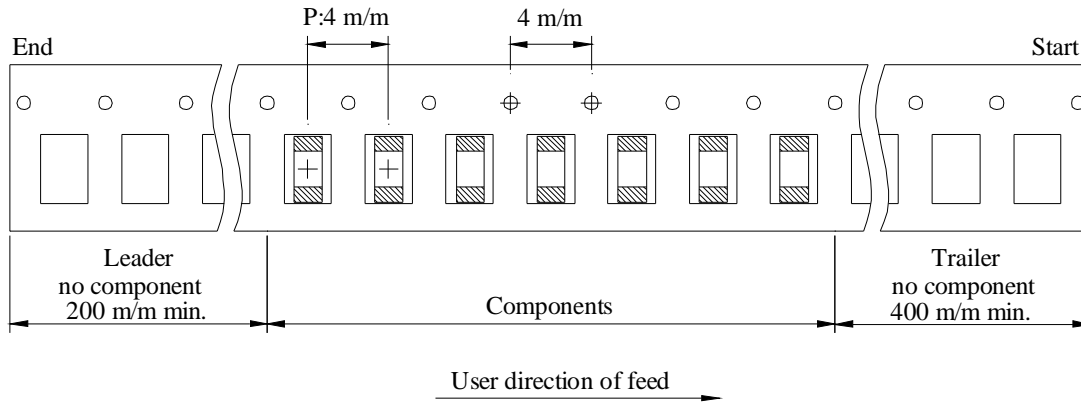 P:4 m/m
4 m/m
End
Start
Leader
no component
200 m/m min.
Components
Trailer
no component
400 m/m min.
User direction of feed